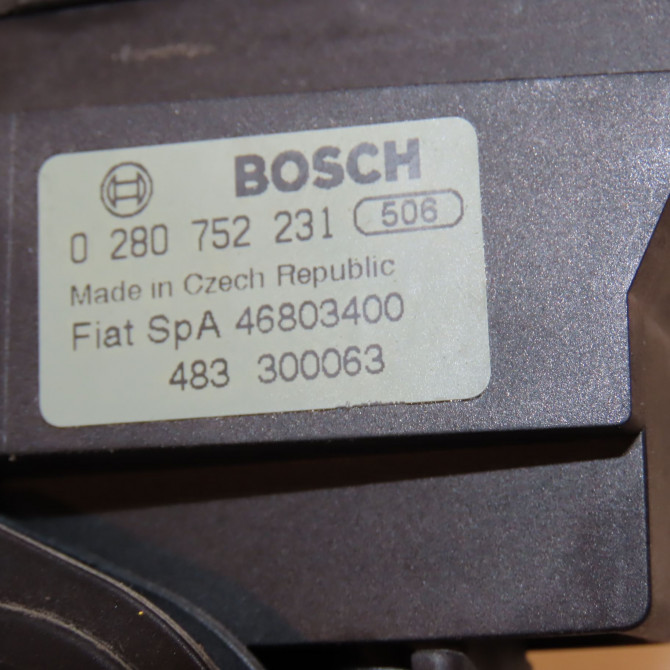 BOSCH
0 280 752 231 506
Made in Czech Republic
Fiat SpA 46803400
483 300063